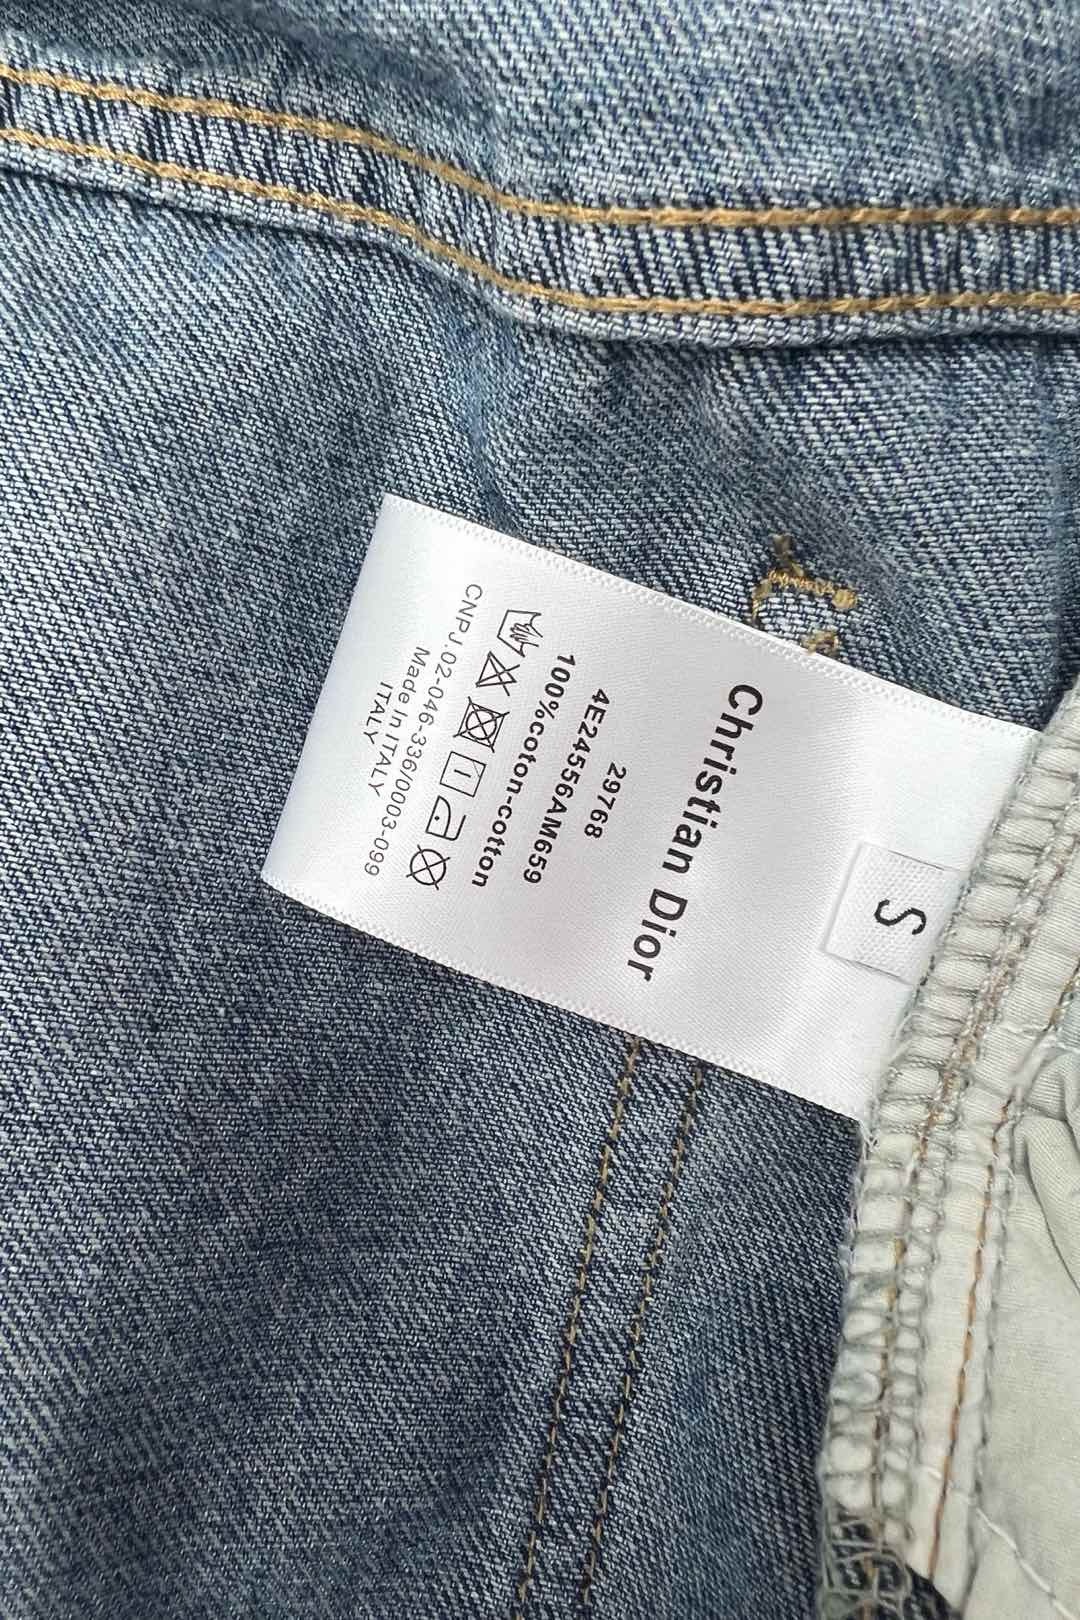 S
Christian Dior
29768
4E24556AM659
100%coton-cotton
CNPJ.02-046-336/0003-099
Made in ITALY
ITALY